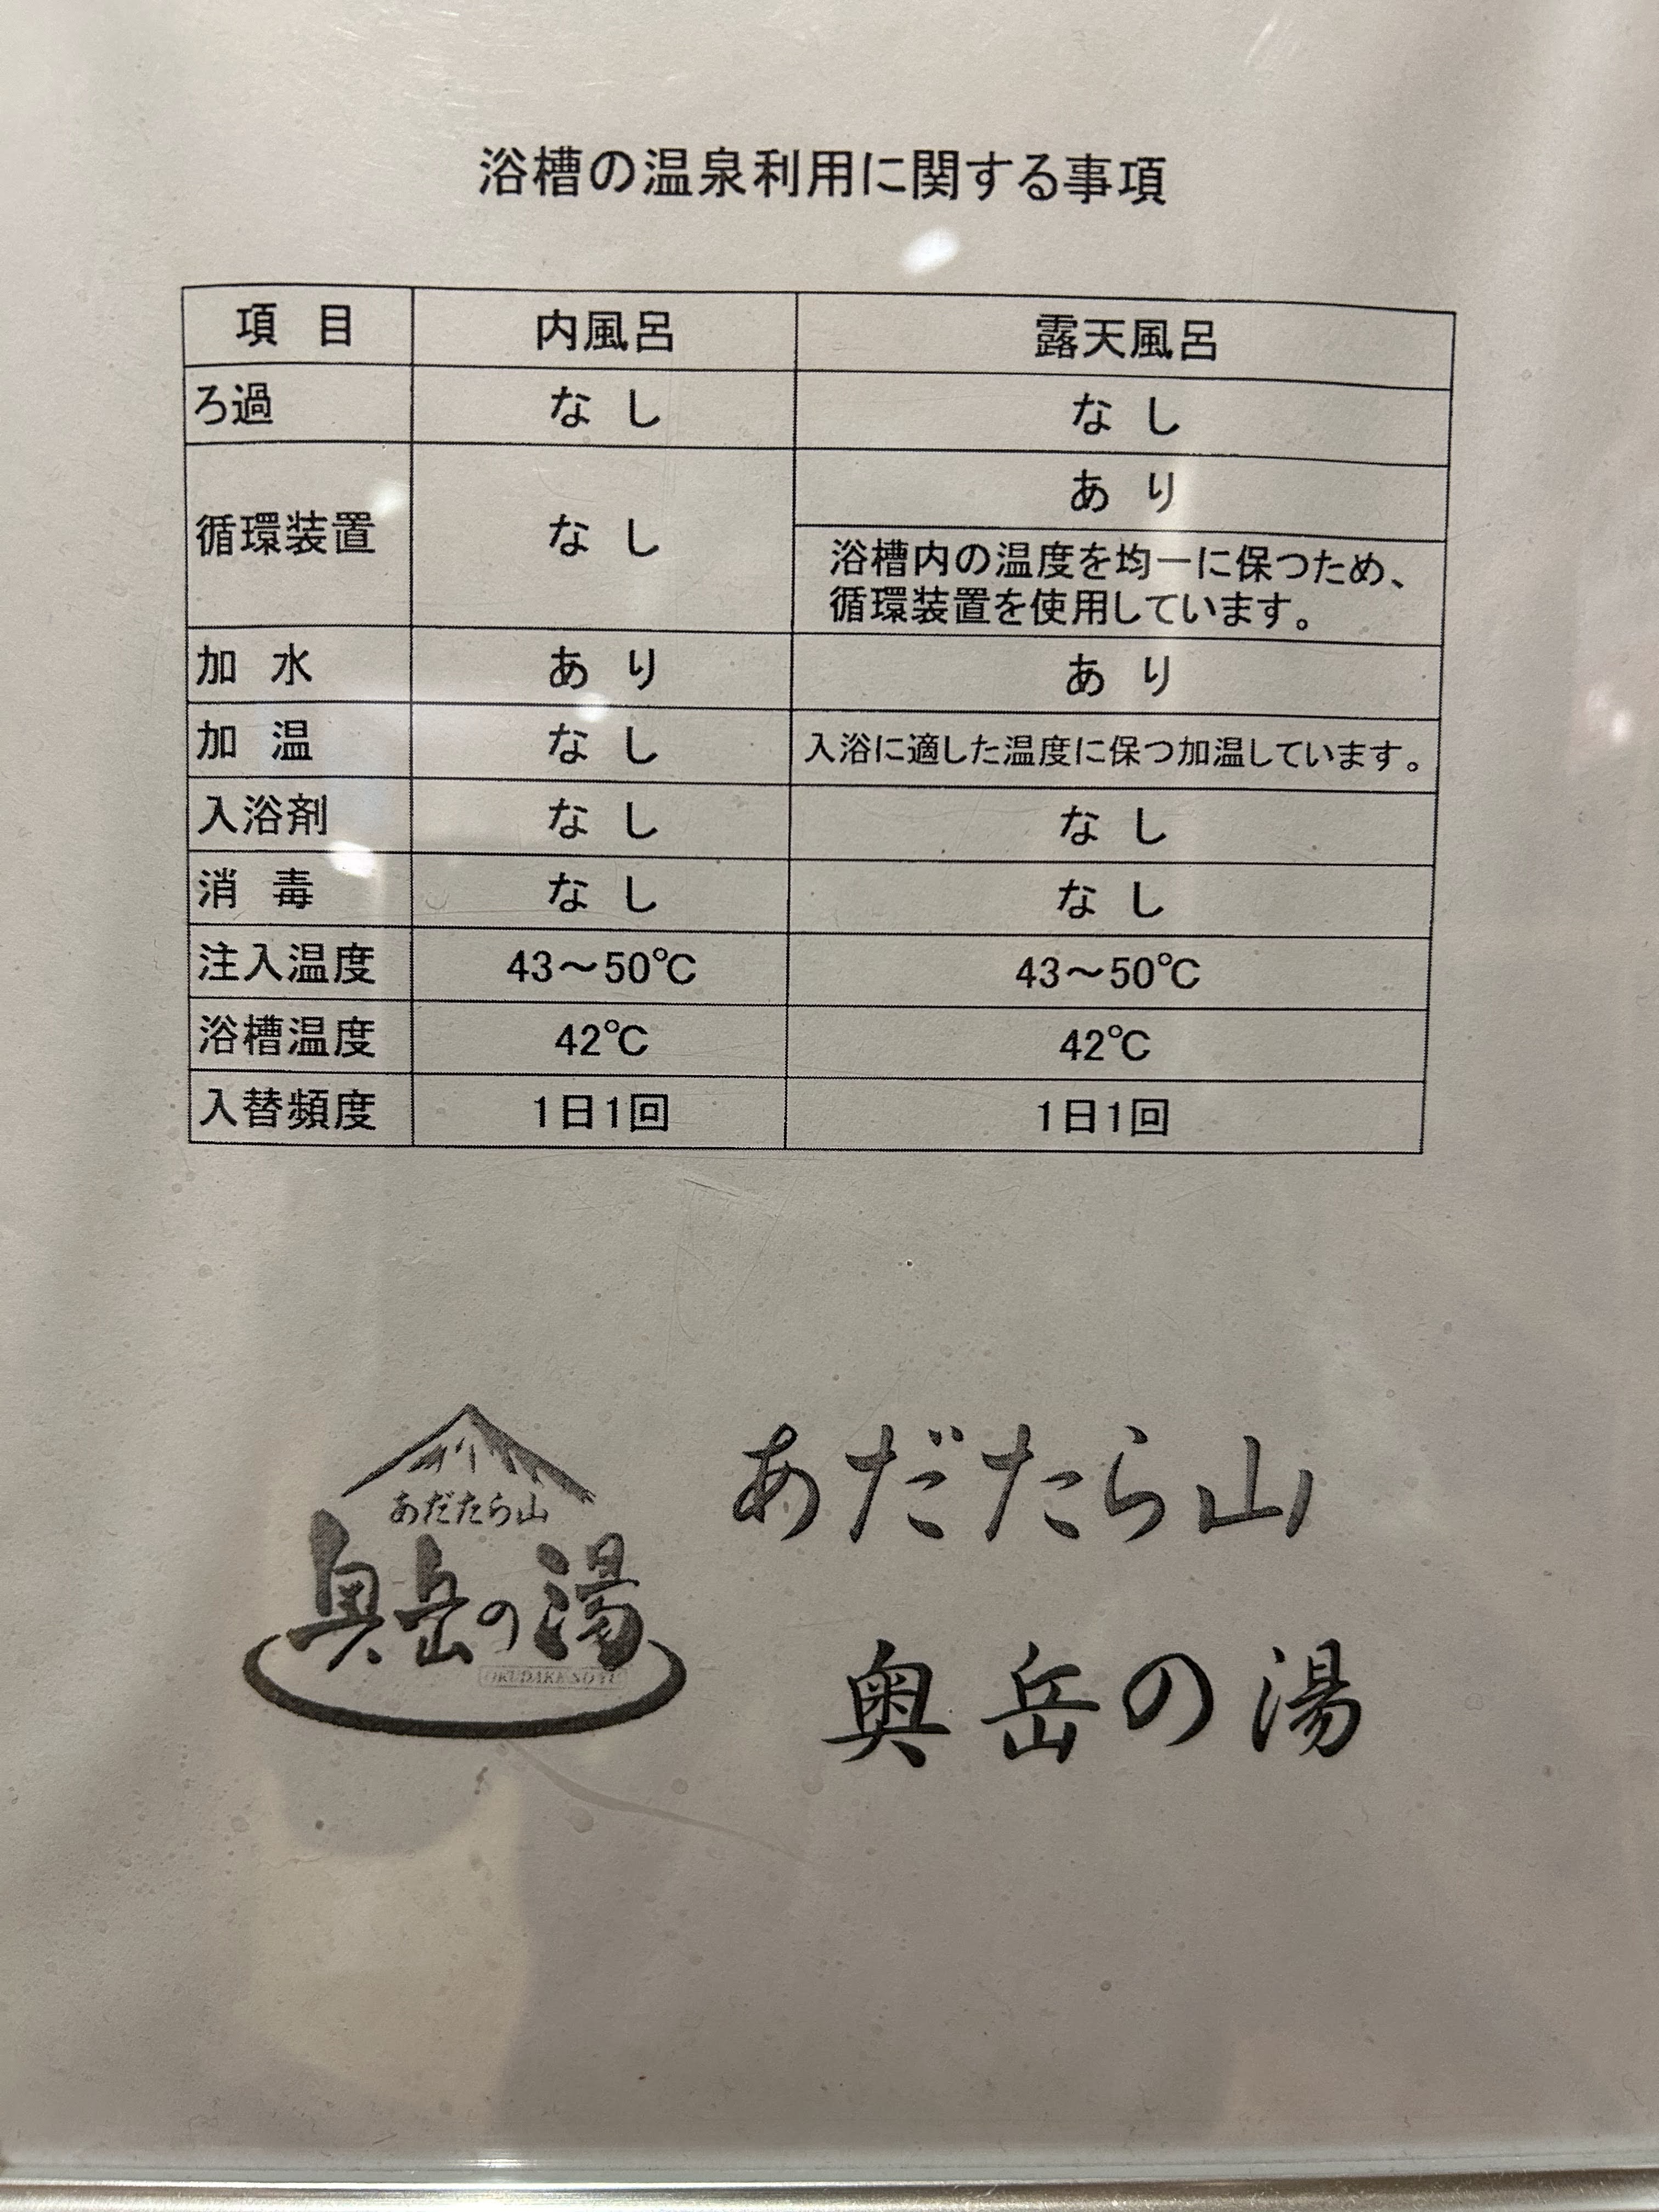 浴槽の温泉利用に関する事項
項 目 内風呂 露天風呂
ろ過 なし なし
循環装置 なし あり
浴槽内の温度を均一に保つため、
循環装置を使用しています。
加 水 あり あり
加 温 なし 入浴に適した温度に保つ加温しています。
入浴剤 なし なし
消 毒 なし なし
注入温度 43～50℃ 43～50℃
浴槽温度 42℃ 42℃
入替頻度 1日1回 1日1回
あだたら山
奥岳の湯
OKUDAKE NO YU
あだたら山
奥岳の湯